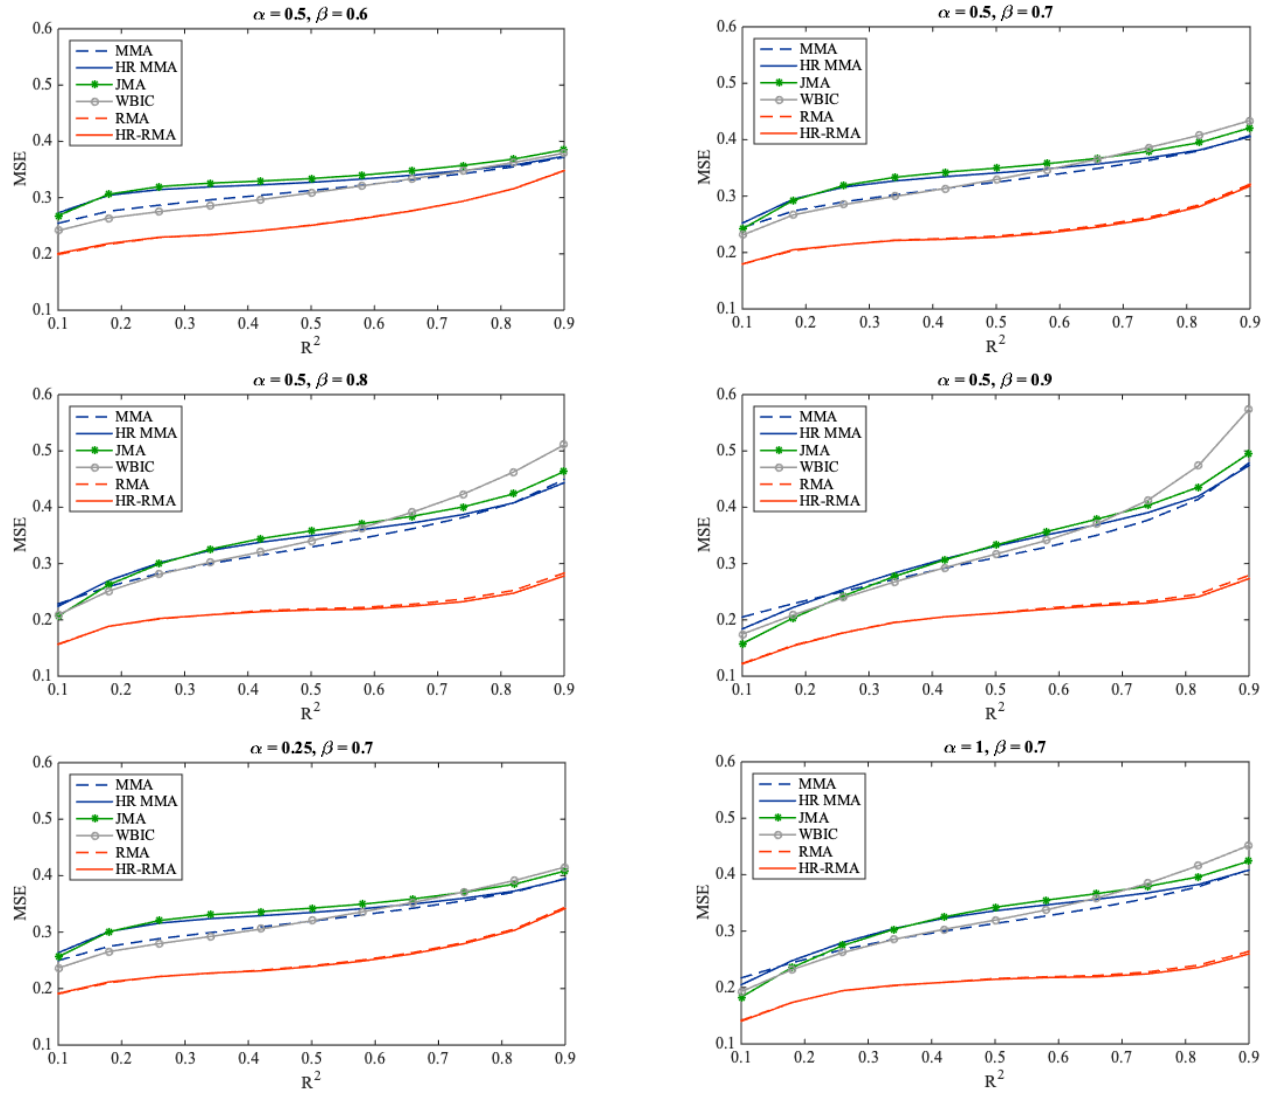 α = 0.5, β = 0.6
0.6
0.5
0.4
0.3
0.2
0.1
MSE
MMA
HR MMA
JMA
WBIC
RMA
HR-RMA
0.1 0.2 0.3 0.4 0.5 0.6 0.7 0.8 0.9
R²
α = 0.5, β = 0.7
0.6
0.5
0.4
0.3
0.2
0.1
MSE
MMA
HR MMA
JMA
WBIC
RMA
HR-RMA
0.1 0.2 0.3 0.4 0.5 0.6 0.7 0.8 0.9
R²
α = 0.5, β = 0.8
0.6
0.5
0.4
0.3
0.2
0.1
MSE
MMA
HR MMA
JMA
WBIC
RMA
HR-RMA
0.1 0.2 0.3 0.4 0.5 0.6 0.7 0.8 0.9
R²
α = 0.5, β = 0.9
0.6
0.5
0.4
0.3
0.2
0.1
MSE
MMA
HR MMA
JMA
WBIC
RMA
HR-RMA
0.1 0.2 0.3 0.4 0.5 0.6 0.7 0.8 0.9
R²
α = 0.25, β = 0.7
0.6
0.5
0.4
0.3
0.2
0.1
MSE
MMA
HR MMA
JMA
WBIC
RMA
HR-RMA
0.1 0.2 0.3 0.4 0.5 0.6 0.7 0.8 0.9
R²
α = 1, β = 0.7
0.6
0.5
0.4
0.3
0.2
0.1
MSE
MMA
HR MMA
JMA
WBIC
RMA
HR-RMA
0.1 0.2 0.3 0.4 0.5 0.6 0.7 0.8 0.9
R²